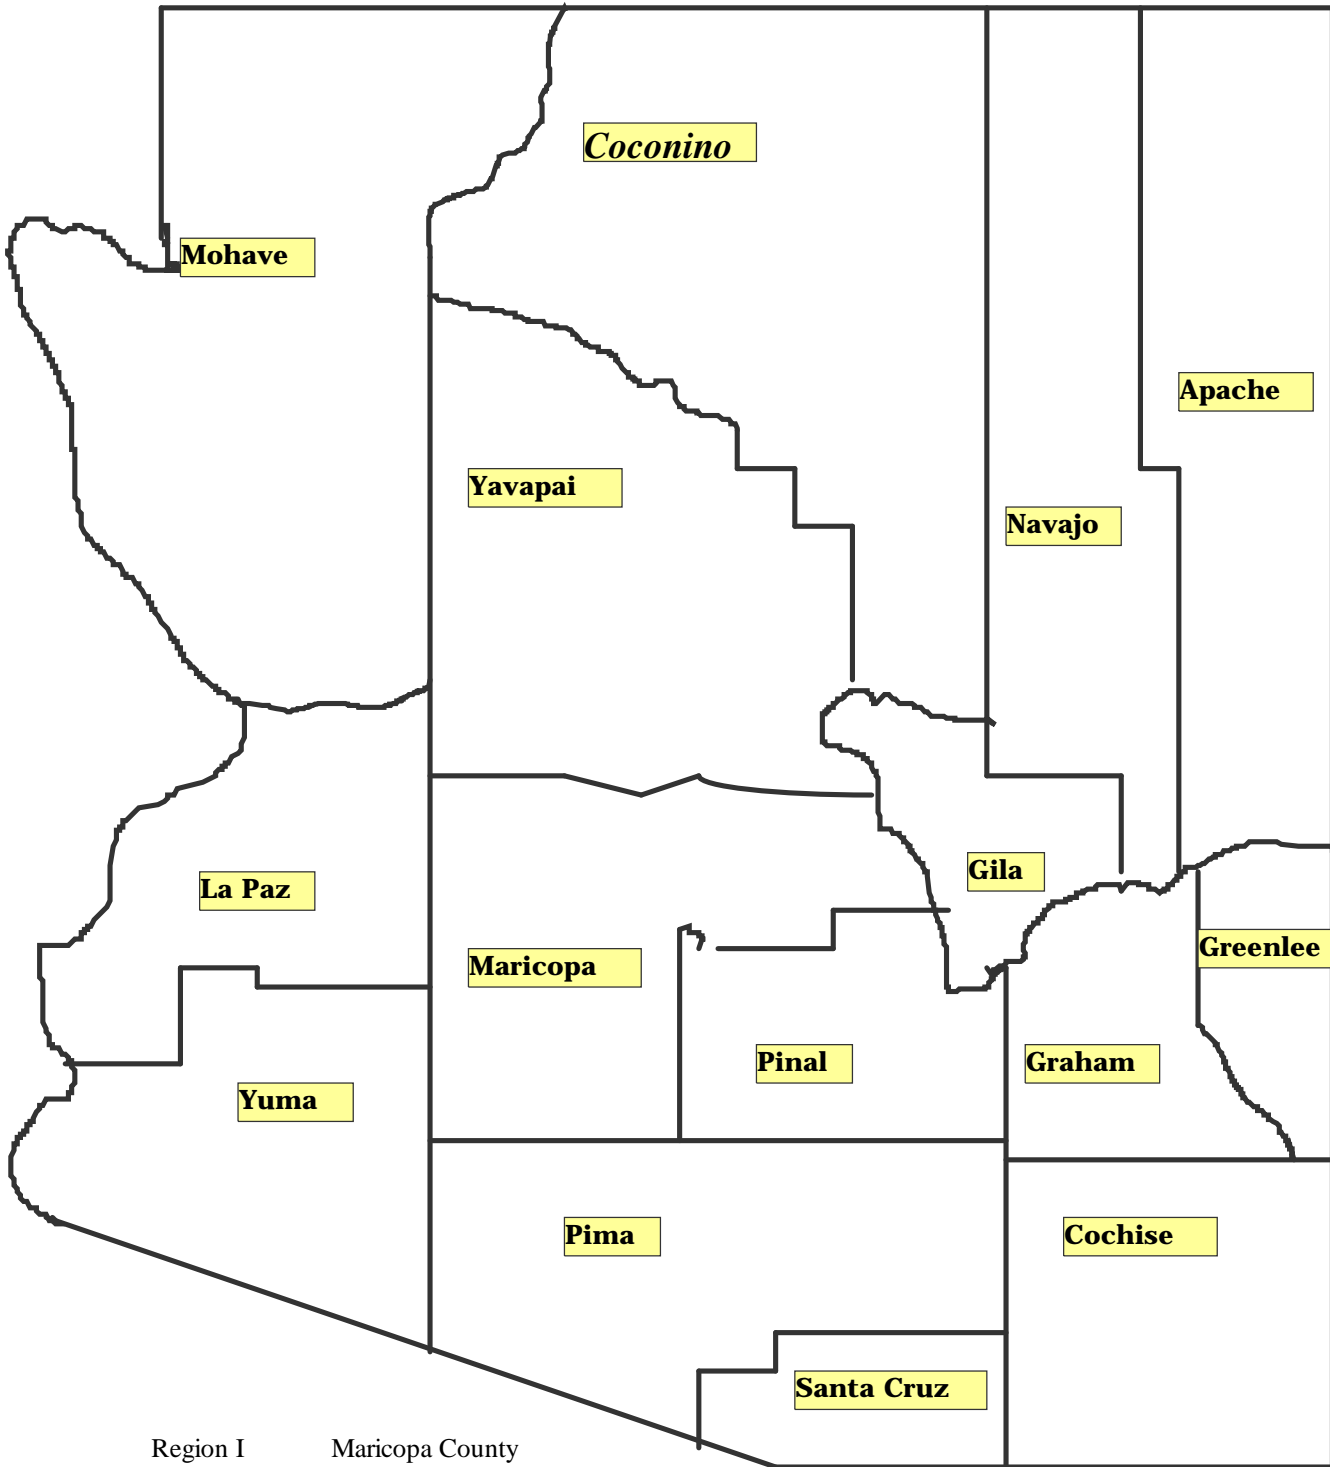 Coconino
Mohave
Apache
Yavapai
Navajo
Gila
La Paz
Greenlee
Maricopa
Pinal
Graham
Yuma
Pima
Cochise
Santa Cruz
Region I Maricopa County